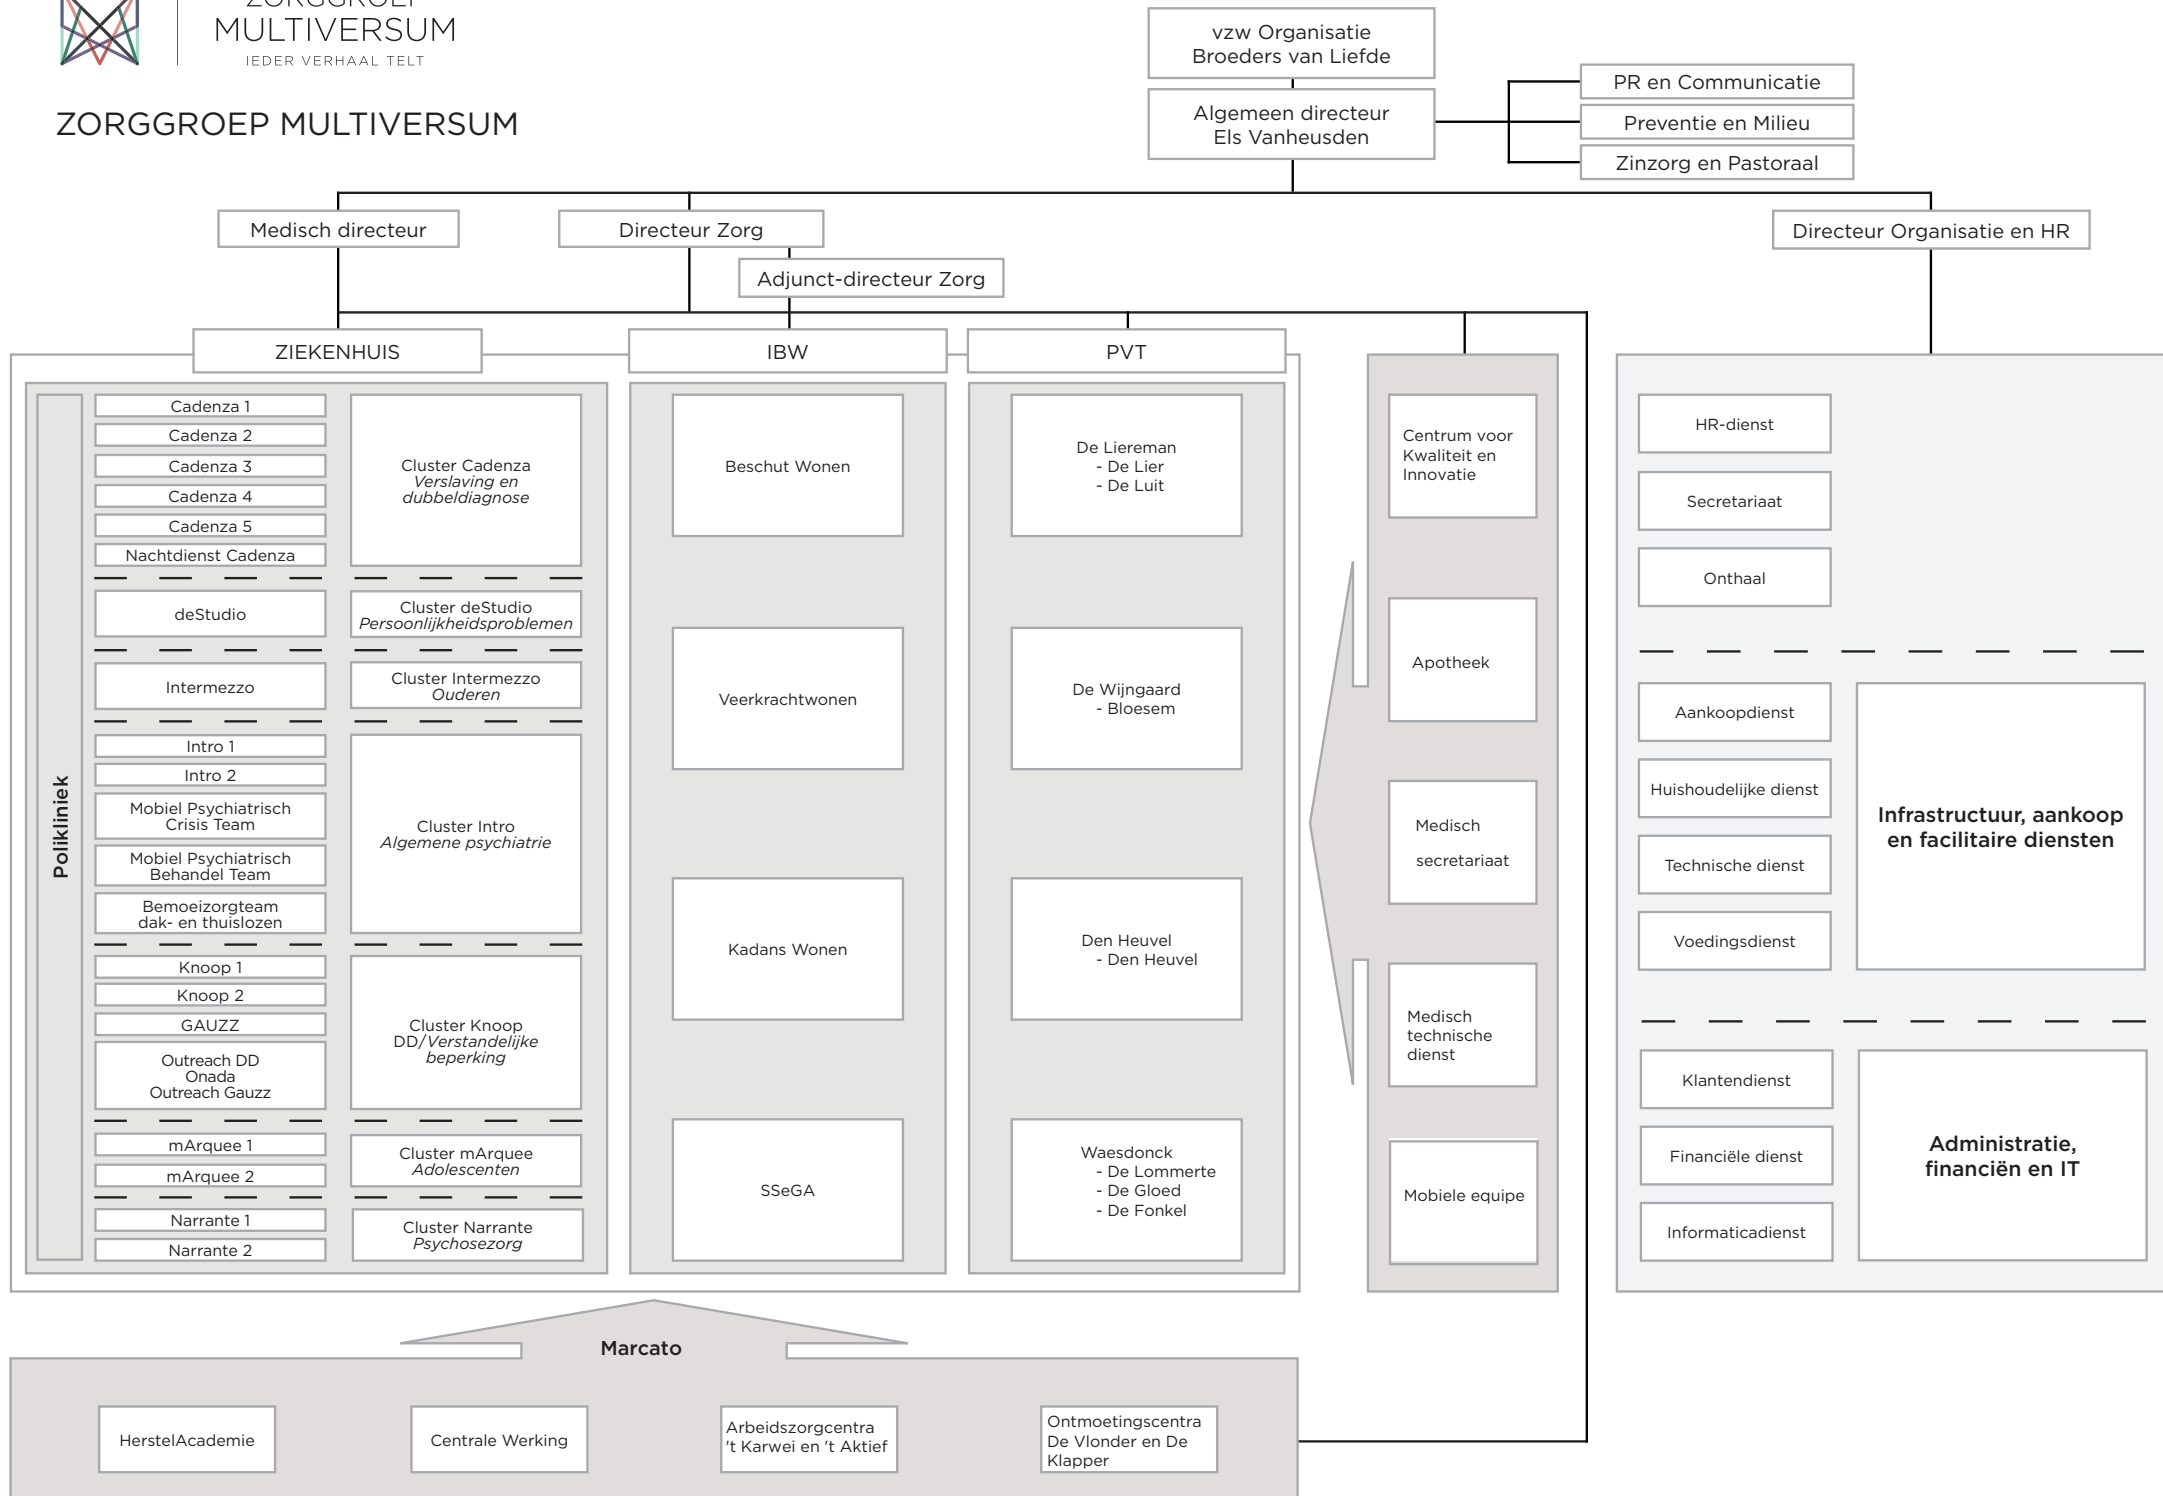 ZORGGROEP
MULTIVERSUM
IEDER VERHAAL TELT
ZORGGROEP MULTIVERSUM
vzw Organisatie
Broeders van Liefde
Algemeen directeur
Els Vanheusden
PR en Communicatie
Preventie en Milieu
Zinzorg en Pastoraal
Medisch directeur
Directeur Zorg
Adjunct-directeur Zorg
Directeur Organisatie en HR
ZIEKENHUIS
IBW
PVT
Polikliniek
Cadenza 1
Cadenza 2
Cadenza 3
Cadenza 4
Cadenza 5
Nachtdienst Cadenza
Cluster Cadenza
Verslaving en
dubbeldiagnose
deStudio
Cluster deStudio
Persoonlijkheidsproblemen
Intermezzo
Cluster Intermezzo
Ouderen
Intro 1
Intro 2
Mobiel Psychiatrisch
Crisis Team
Mobiel Psychiatrisch
Behandel Team
Bemoeizorgteam
dak- en thuislozen
Cluster Intro
Algemene psychiatrie
Knoop 1
Knoop 2
GAUZZ
Outreach DD
Onada
Outreach Gauzz
Cluster Knoop
DD/Verstandelijke
beperking
mArquee 1
mArquee 2
Cluster mArquee
Adolescenten
Narrante 1
Narrante 2
Cluster Narrante
Psychosezorg
Beschut Wonen
Veerkrachtwonen
Kadans Wonen
SSeGA
De Liereman
- De Lier
- De Luit
De Wijngaard
- Bloesem
Den Heuvel
- Den Heuvel
Waesdonck
- De Lommerte
- De Gloed
- De Fonkel
Centrum voor
Kwaliteit en
Innovatie
Apotheek
Medisch
secretariaat
Medisch
technische
dienst
Mobiele equipe
HR-dienst
Secretariaat
Onthaal
Aankoopdienst
Huishoudelijke dienst
Technische dienst
Voedingsdienst
Infrastructuur, aankoop
en facilitaire diensten
Klantendienst
Financiële dienst
Informaticadienst
Administratie,
financiën en IT
Marcato
HerstelAcademie
Centrale Werking
Arbeidszorgcentra
't Karwei en 't Aktief
Ontmoetingscentra
De Vlonder en De
Klapper